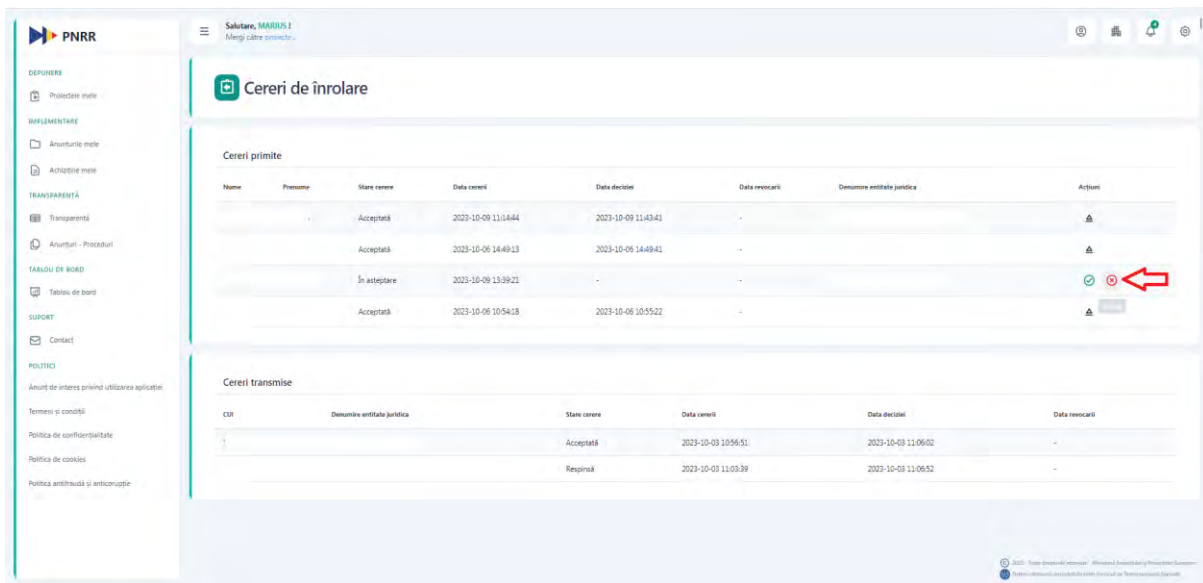 PNRR
Salutare, MARIUS !
Mergi către proiecte..
DEPUNERE
Proiectele mele
IMPLEMENTARE
Anunturile mele
Achizitiile mele
TRANSPARENȚĂ
Transparență
Anunțuri - Proceduri
TABLOU DE BORD
Tablou de bord
SUPORT
Contact
POLITICI
Anunț de interes privind utilizarea aplicației
Termeni si condiții
Politica de confidențialitate
Politica de cookies
Politica antifraudă și anticorupție
Cereri de înrolare
Cereri primite
Nume Prenume Stare cerere Data cererii Data deciziei Data revocarii Denumire entitate juridica Acțiuni
Acceptată 2023-10-09 11:14:44 2023-10-09 11:43:41 -
Acceptată 2023-10-06 14:49:13 2023-10-06 14:49:41 -
În asteptare 2023-10-09 13:39:21 - -
Acceptată 2023-10-06 10:54:18 2023-10-06 10:55:22 -
Cereri transmise
CUI Denumire entitate juridica Stare cerere Data cererii Data deciziei Data revocarii
Acceptată 2023-10-03 10:56:51 2023-10-03 11:06:02 -
Respinsă 2023-10-03 11:03:39 2023-10-03 11:06:52 -